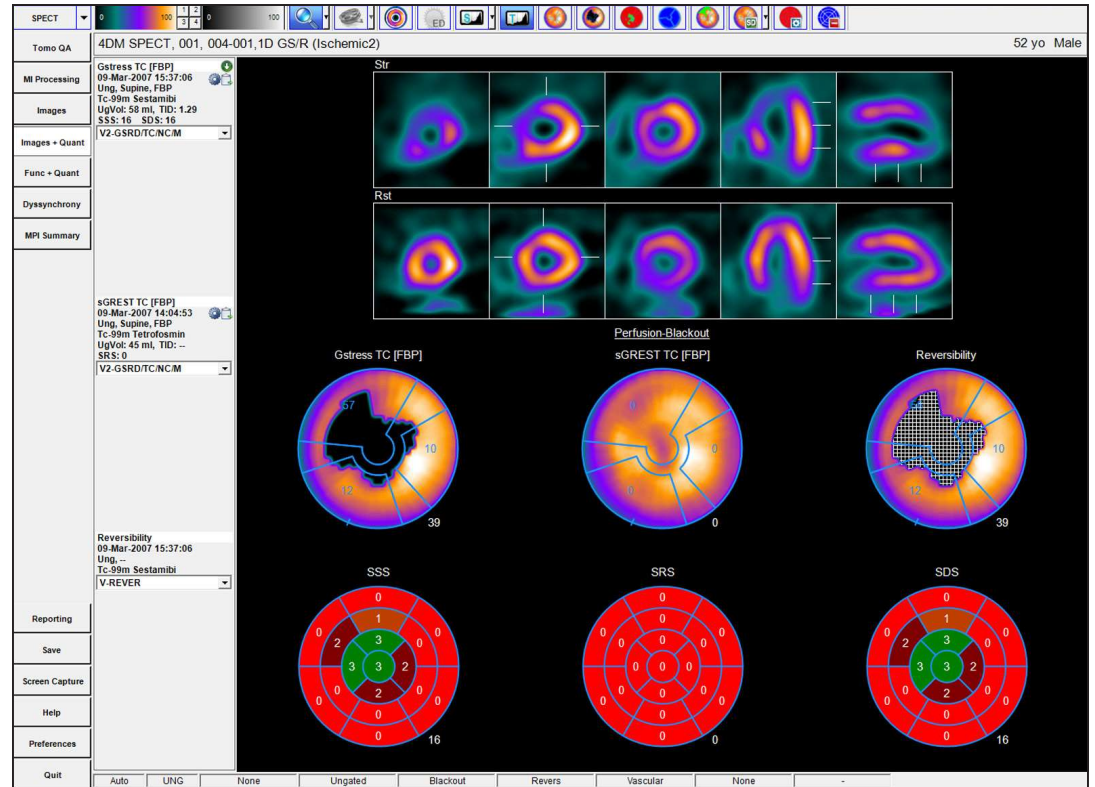 SPECT
0 100
1 2
3 4
0 100
ED
S
T
SD
Tomo QA
MI Processing
Images
Images + Quant
Func + Quant
Dyssynchrony
MPI Summary
Reporting
Save
Screen Capture
Help
Preferences
Quit
4DM SPECT, 001, 004-001,1D GS/R (Ischemic2) 52 yo Male
Gstress TC [FBP]
09-Mar-2007 15:37:06
Ung, Supine, FBP
Tc-99m Sestamibi
UgVol: 58 ml, TID: 1.29
SSS: 16 SDS: 16
V2-GSRD/TC/NC/M
sGREST TC [FBP]
09-Mar-2007 14:04:53
Ung, Supine, FBP
Tc-99m Tetrofosmin
UgVol: 45 ml, TID: --
SRS: 0
V2-GSRD/TC/NC/M
Reversibility
09-Mar-2007 15:37:06
Ung, --
Tc-99m Sestamibi
V-REVER
Str
Rst
Perfusion-Blackout
Gstress TC [FBP] sGREST TC [FBP] Reversibility
57 0
10 0 10
12 0 12
39 0 39
SSS SRS SDS
0 0 0
1 0 1
0 2 0 0 0 0 0 0 0 2 0 0
3 0 3
3 3 2 0 0 0 3 3 2
0 0 0 0 0 0 0 0 0 0 0 0
2 0 2
0 0 0
0 0 0
16 0 16
Auto UNG None Ungated Blackout Revers Vascular None -